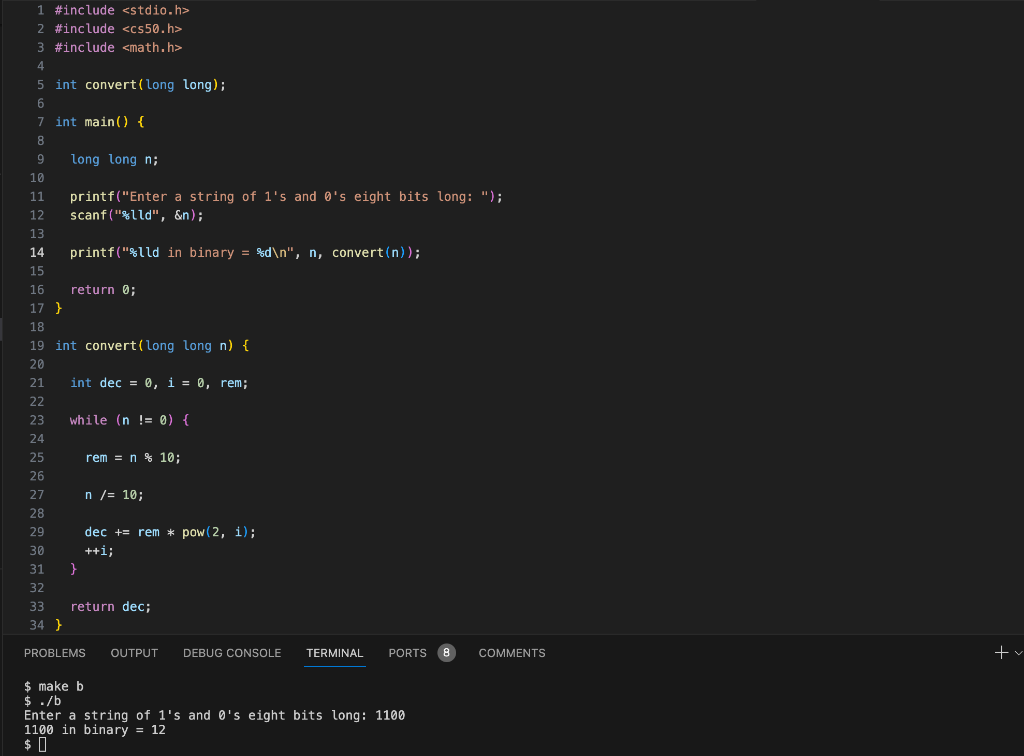 1 #include <stdio.h>
2 #include <cs50.h>
3 #include <math.h>
4
5 int convert(long long);
6
7 int main() {
8
9   long long n;
10
11   printf("Enter a string of 1's and 0's eight bits long: ");
12   scanf("%lld", &n);
13
14   printf("%lld in binary = %d\n", n, convert(n));
15
16   return 0;
17 }
18
19 int convert(long long n) {
20
21   int dec = 0, i = 0, rem;
22
23   while (n != 0) {
24
25     rem = n % 10;
26
27     n /= 10;
28
29     dec += rem * pow(2, i);
30     ++i;
31   }
32
33   return dec;
34 }
PROBLEMS OUTPUT DEBUG CONSOLE TERMINAL PORTS 8 COMMENTS
$ make b
$ ./b
Enter a string of 1's and 0's eight bits long: 1100
1100 in binary = 12
$